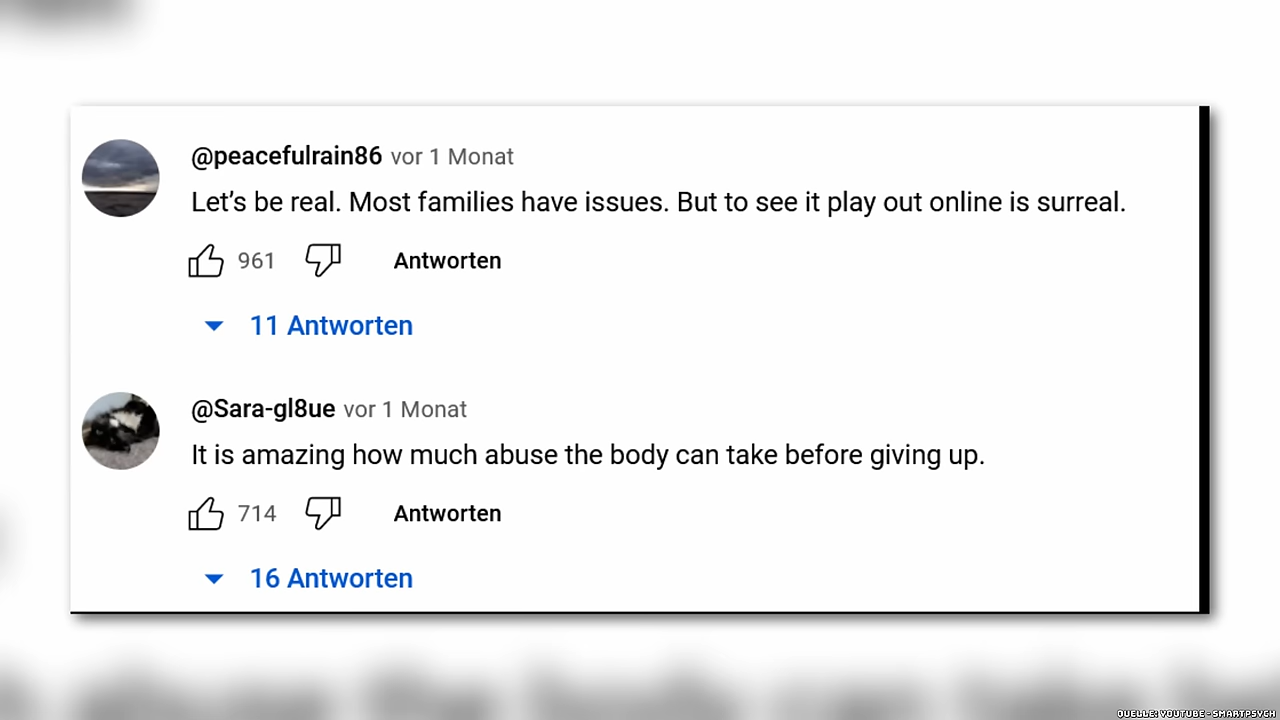 @peacefulrain86 vor 1 Monat
Let’s be real. Most families have issues. But to see it play out online is surreal.
961 Antworten
11 Antworten
@Sara-gl8ue vor 1 Monat
It is amazing how much abuse the body can take before giving up.
714 Antworten
16 Antworten
QUELLE: YOUTUBE - SMARTPSYCH